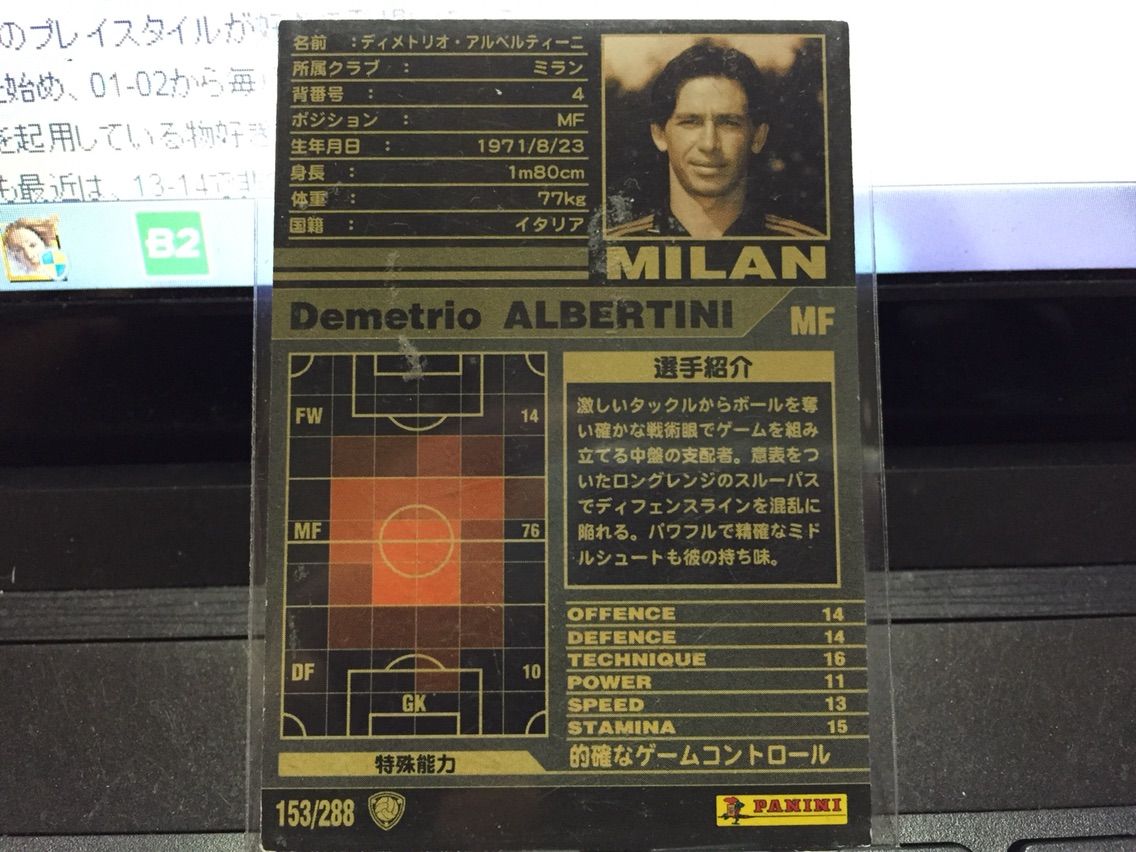 のプレイスタイルが
始め、01-02から毎
を起用している物好き
も最近は、13-14で
B2
名前 : ディメトリオ・アルベルティーニ
所属クラブ : ミラン
背番号 : 4
ポジション : MF
生年月日 : 1971/8/23
身長 : 1m80cm
体重 : 77kg
国籍 : イタリア
MILAN
Demetrio ALBERTINI MF
FW 14
MF 76
DF 10
GK
選手紹介
激しいタックルからボールを奪
い確かな戦術眼でゲームを組み
立てる中盤の支配者。意表をつ
いたロングレンジのスルーパス
でディフェンスラインを混乱に
陥れる。パワフルで精確なミド
ルシュートも彼の持ち味。
OFFENCE 14
DEFENCE 14
TECHNIQUE 16
POWER 11
SPEED 13
STAMINA 15
特殊能力 的確なゲームコントロール
153/288
PANINI